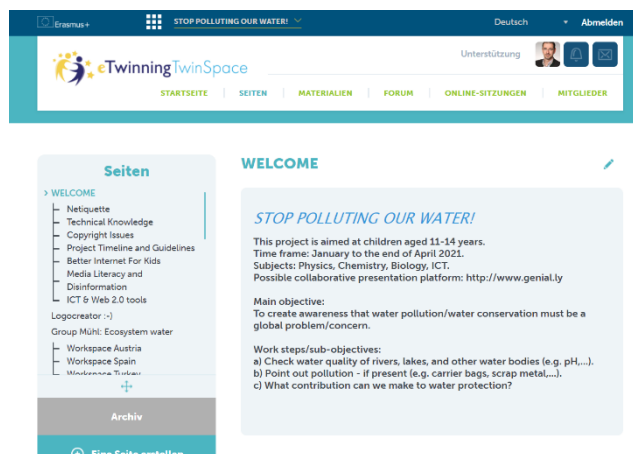 Erasmus+
STOP POLLUTING OUR WATER!
Deutsch
Abmelden
eTwinningTwinSpace
Unterstützung
STARTSEITE
SEITEN
MATERIALIEN
FORUM
ONLINE-SITZUNGEN
MITGLIEDER
Seiten
> WELCOME
Netiquette
Technical Knowledge
Copyright Issues
Project Timeline and Guidelines
Better Internet For Kids
Media Literacy and
Disinformation
ICT & Web 2.0 tools
Logocreator :-)
Group Mühl: Ecosystem water
Workspace Austria
Workspace Spain
Workspace Turkey
Archiv
Eine Seite erstellen
WELCOME
STOP POLLUTING OUR WATER!
This project is aimed at children aged 11-14 years.
Time frame: January to the end of April 2021.
Subjects: Physics, Chemistry, Biology, ICT.
Possible collaborative presentation platform: http://www.genial.ly
Main objective:
To create awareness that water pollution/water conservation must be a
global problem/concern.
Work steps/sub-objectives:
a) Check water quality of rivers, lakes, and other water bodies (e.g. pH,...).
b) Point out pollution - if present (e.g. carrier bags, scrap metal,...).
c) What contribution can we make to water protection?